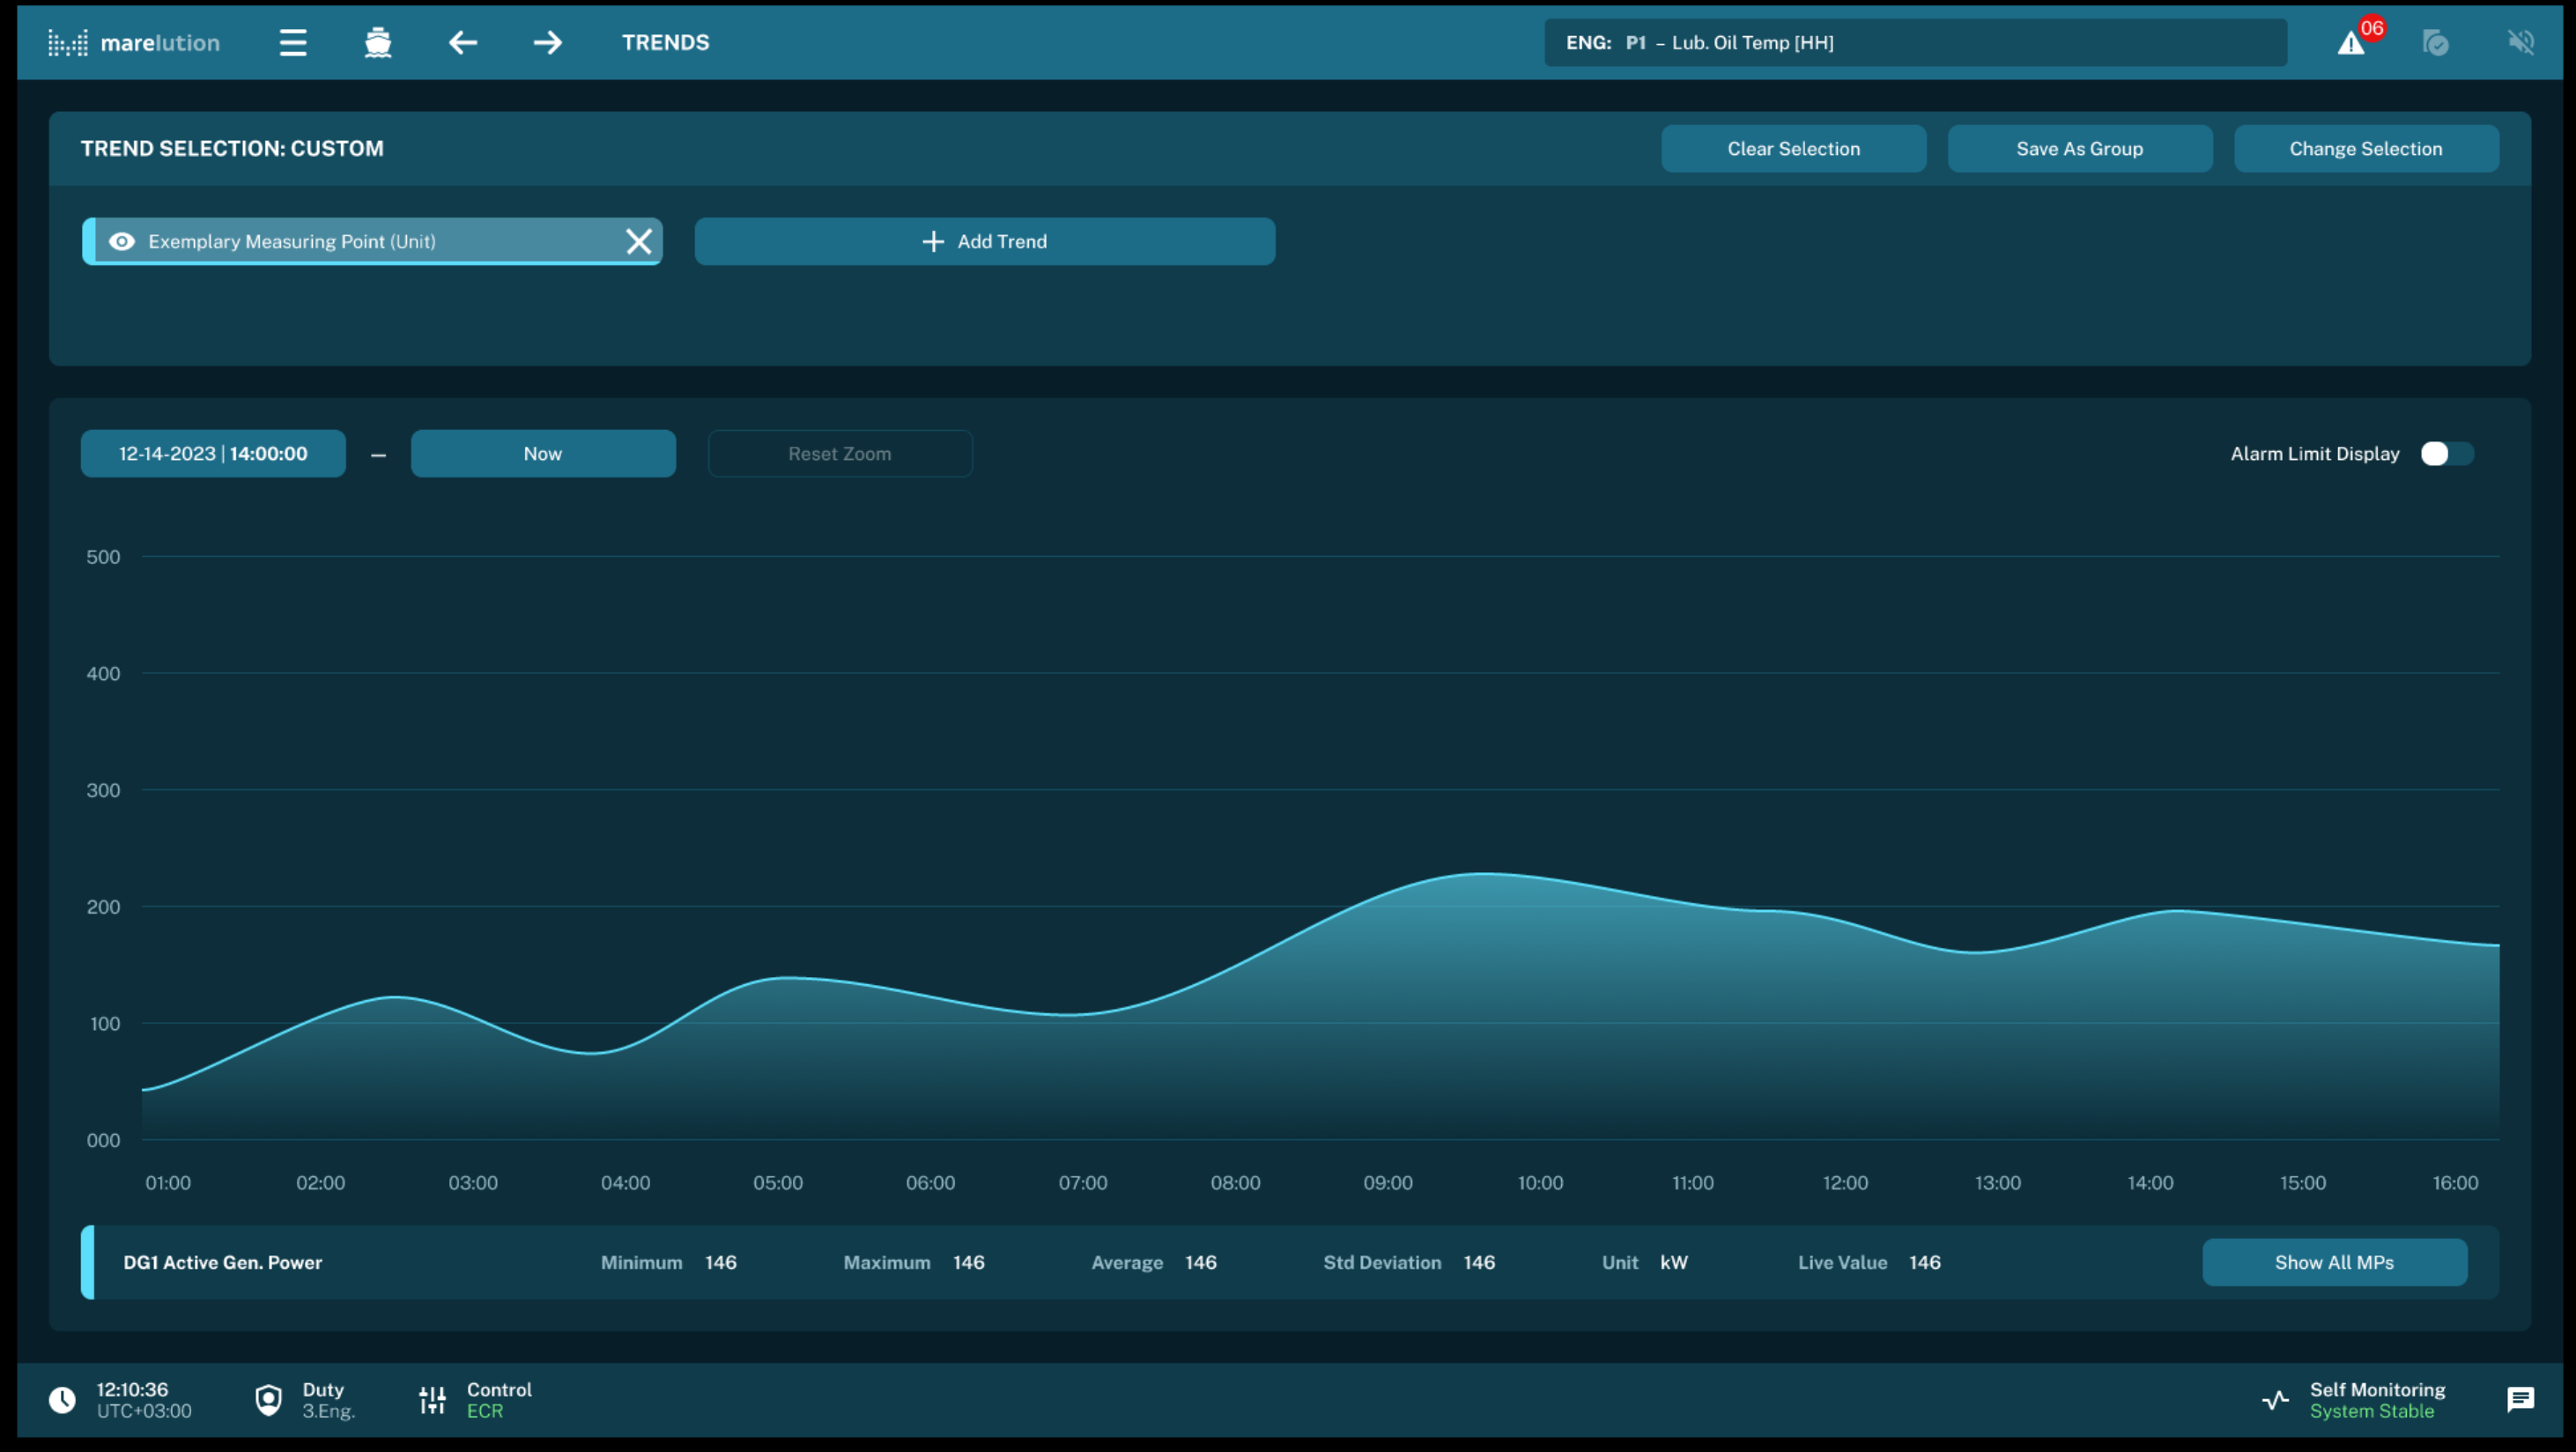 marelution
TRENDS
ENG: P1 – Lub. Oil Temp [HH]
06
TREND SELECTION: CUSTOM
Clear Selection
Save As Group
Change Selection
Exemplary Measuring Point (Unit)
Add Trend
12-14-2023 | 14:00:00
–
Now
Reset Zoom
Alarm Limit Display
500
400
300
200
100
000
01:00 02:00 03:00 04:00 05:00 06:00 07:00 08:00 09:00 10:00 11:00 12:00 13:00 14:00 15:00 16:00
DG1 Active Gen. Power Minimum 146 Maximum 146 Average 146 Std Deviation 146 Unit kW Live Value 146 Show All MPs
12:10:36
UTC+03:00
Duty
3.Eng.
Control
ECR
Self Monitoring
System Stable